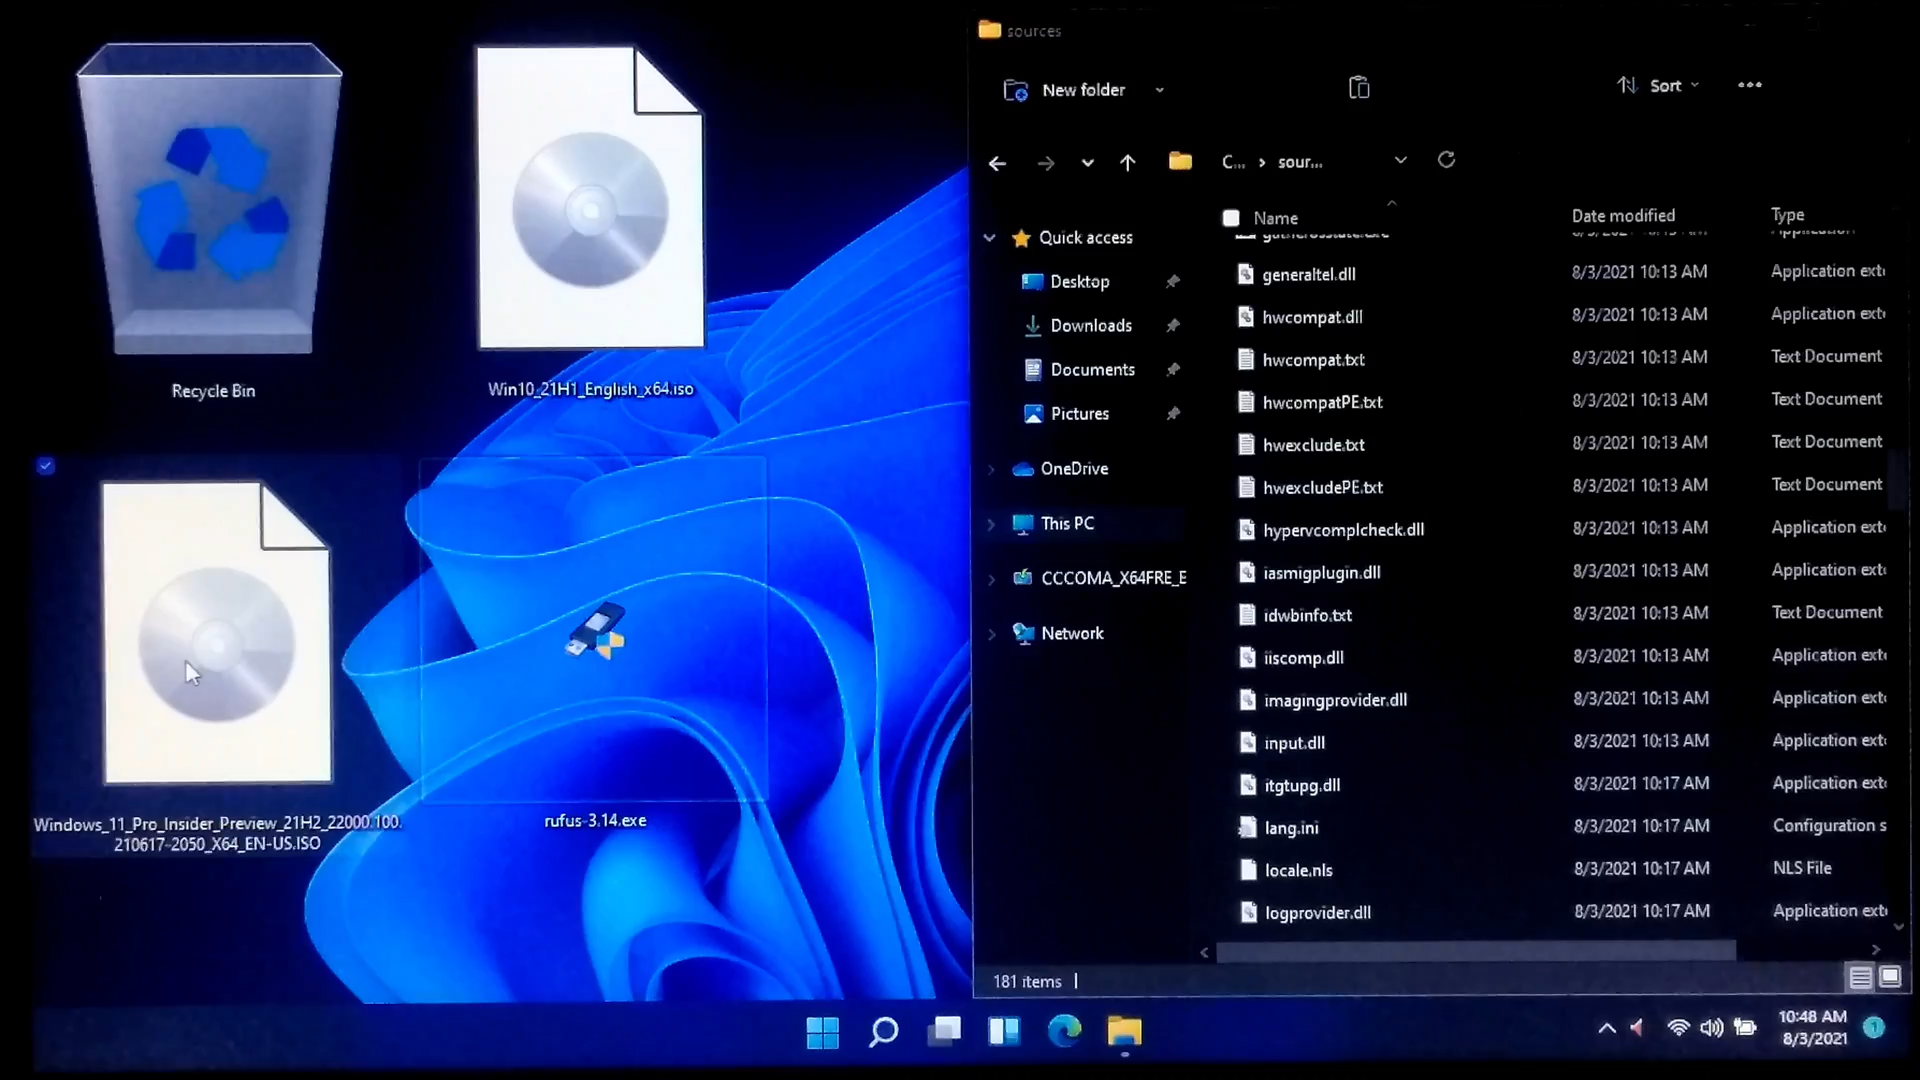 Recycle Bin
Win10_21H1_English_x64.iso
Windows_11_Pro_Insider_Preview_21H2_22000.100.
210617-2050_X64_EN-US.ISO
rufus-3.14.exe
sources
New folder
Sort
C... > sour...
Quick access
Desktop
Downloads
Documents
Pictures
OneDrive
This PC
CCCOMA_X64FRE_E
Network
Name Date modified Type
generaltel.dll 8/3/2021 10:13 AM Application exte
hwcompat.dll 8/3/2021 10:13 AM Application exte
hwcompat.txt 8/3/2021 10:13 AM Text Document
hwcompatPE.txt 8/3/2021 10:13 AM Text Document
hwexclude.txt 8/3/2021 10:13 AM Text Document
hwexcludePE.txt 8/3/2021 10:13 AM Text Document
hypervcomplcheck.dll 8/3/2021 10:13 AM Application exte
iasmigplugin.dll 8/3/2021 10:13 AM Application exte
idwbinfo.txt 8/3/2021 10:13 AM Text Document
iiscomp.dll 8/3/2021 10:13 AM Application exte
imagingprovider.dll 8/3/2021 10:13 AM Application exte
input.dll 8/3/2021 10:13 AM Application exte
itgtupg.dll 8/3/2021 10:17 AM Application exte
lang.ini 8/3/2021 10:17 AM Configuration s
locale.nls 8/3/2021 10:17 AM NLS File
logprovider.dll 8/3/2021 10:17 AM Application exte
181 items
10:48 AM
8/3/2021
1